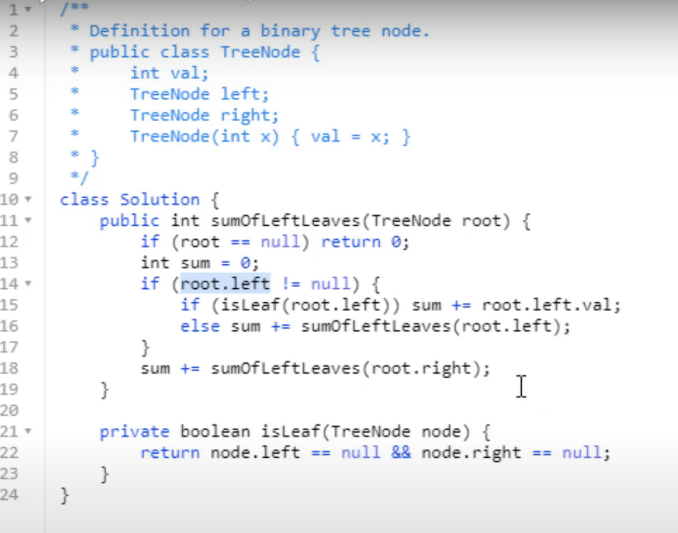 1 /**
2  * Definition for a binary tree node.
3  * public class TreeNode {
4  *     int val;
5  *     TreeNode left;
6  *     TreeNode right;
7  *     TreeNode(int x) { val = x; }
8  * }
9  */
10 class Solution {
11     public int sumOfLeftLeaves(TreeNode root) {
12         if (root == null) return 0;
13         int sum = 0;
14         if (root.left != null) {
15             if (isLeaf(root.left)) sum += root.left.val;
16             else sum += sumOfLeftLeaves(root.left);
17         }
18         sum += sumOfLeftLeaves(root.right);
19     }
20
21     private boolean isLeaf(TreeNode node) {
22         return node.left == null && node.right == null;
23     }
24 }